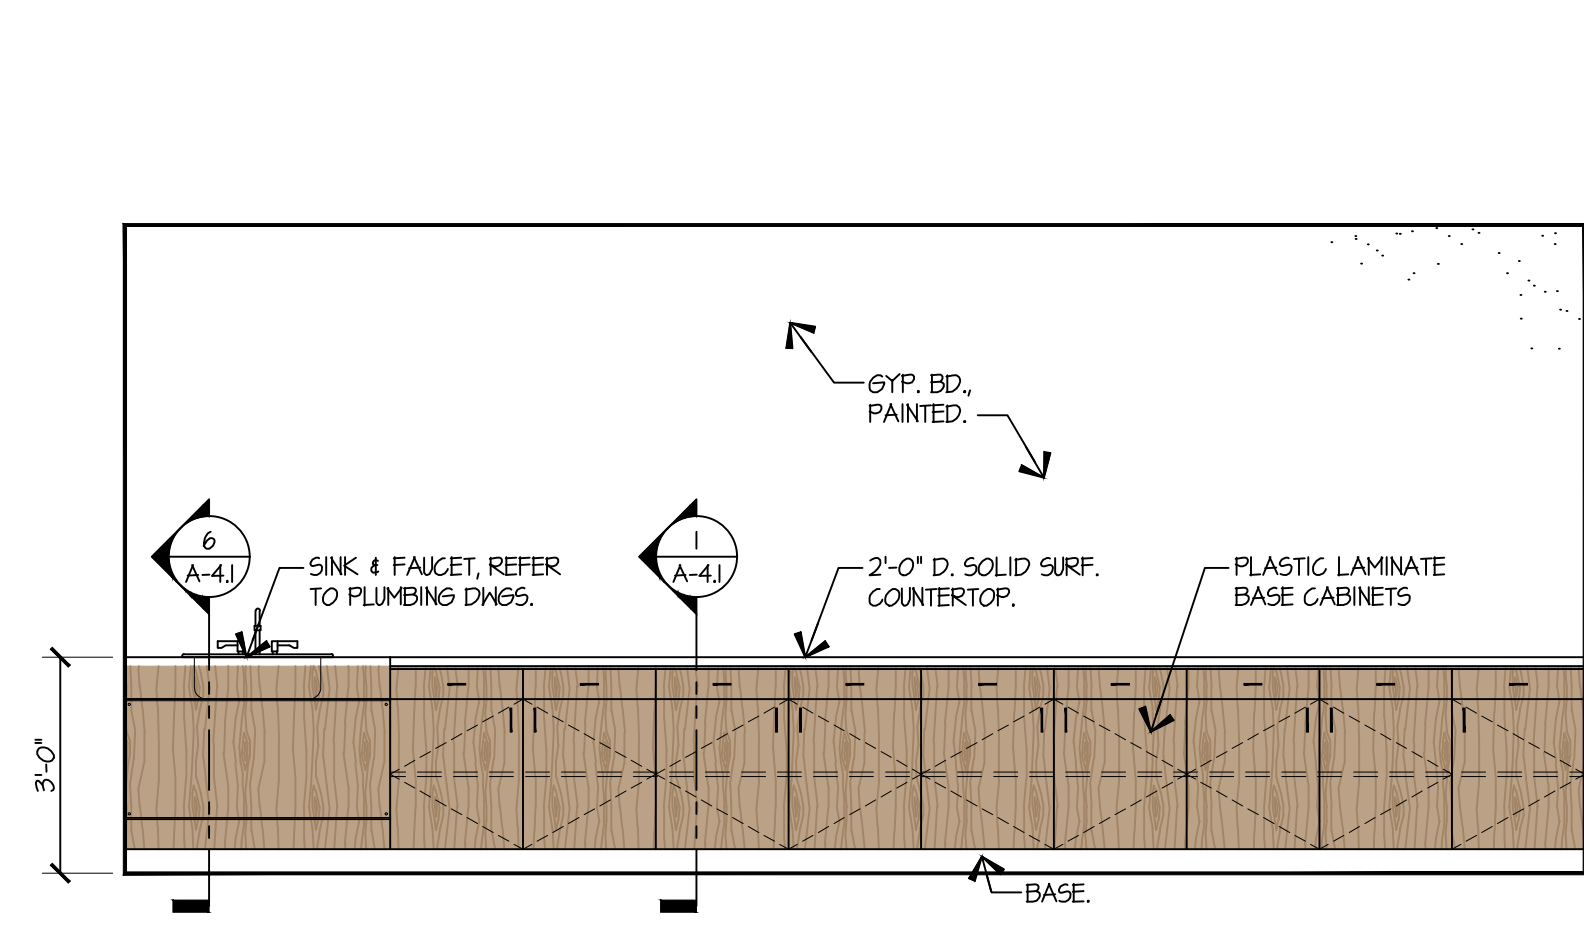 GYP. BD.,
PAINTED.
6
A-4.1
SINK & FAUCET, REFER
TO PLUMBING DWGS.
1
A-4.1
2'-0" D. SOLID SURF.
COUNTERTOP.
PLASTIC LAMINATE
BASE CABINETS
3'-0"
BASE.